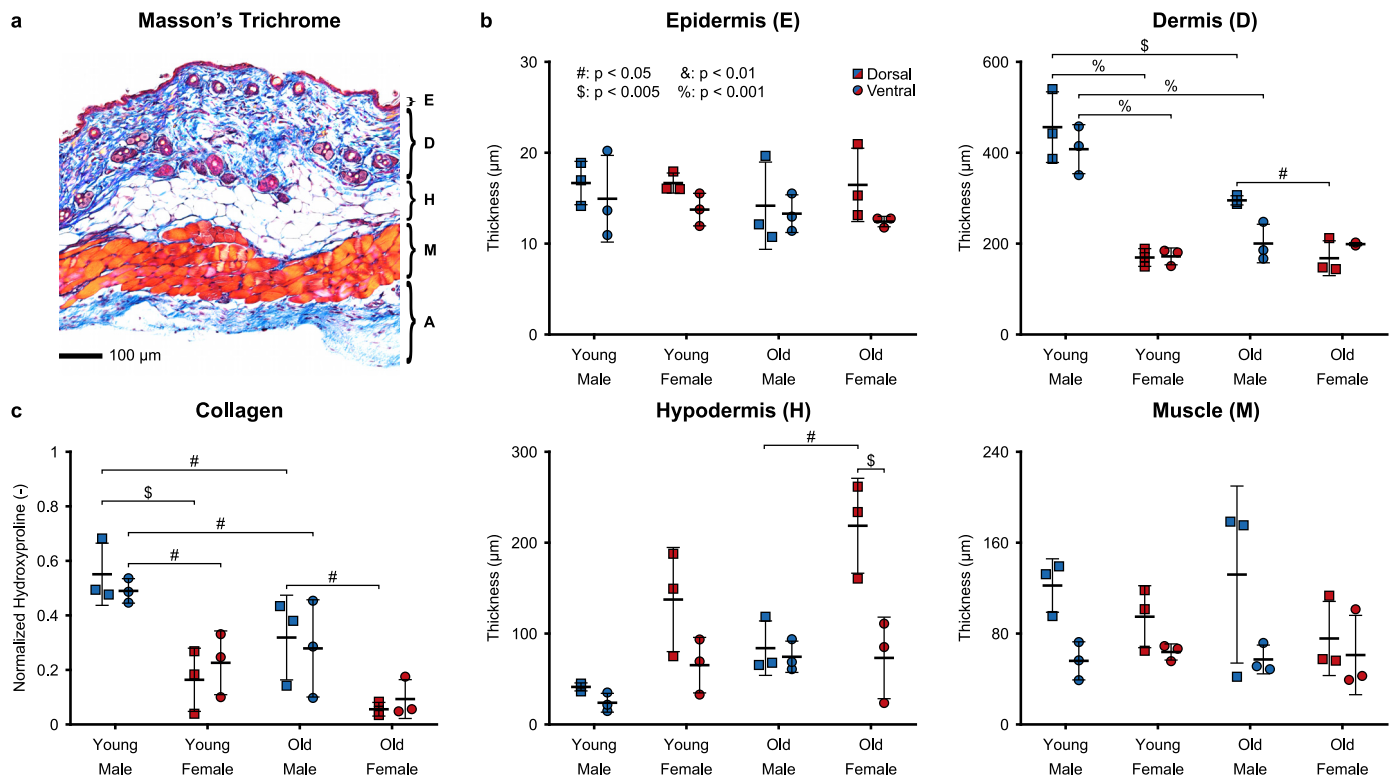 a
Masson's Trichrome
E
D
H
M
A
100 µm
b
Epidermis (E)
30
20
10
0
Thickness (µm)
#: p < 0.05 &: p < 0.01
$: p < 0.005 %: p < 0.001
Dorsal
Ventral
Young Young Old Old
Male Female Male Female
Dermis (D)
600
400
200
0
Thickness (µm)
$
%
%
%
#
Young Young Old Old
Male Female Male Female
c
Collagen
1
0.8
0.6
0.4
0.2
0
Normalized Hydroxyproline (-)
#
$
#
#
#
Young Young Old Old
Male Female Male Female
Hypodermis (H)
300
200
100
0
Thickness (µm)
#
$
Young Young Old Old
Male Female Male Female
Muscle (M)
240
160
80
0
Thickness (µm)
Young Young Old Old
Male Female Male Female